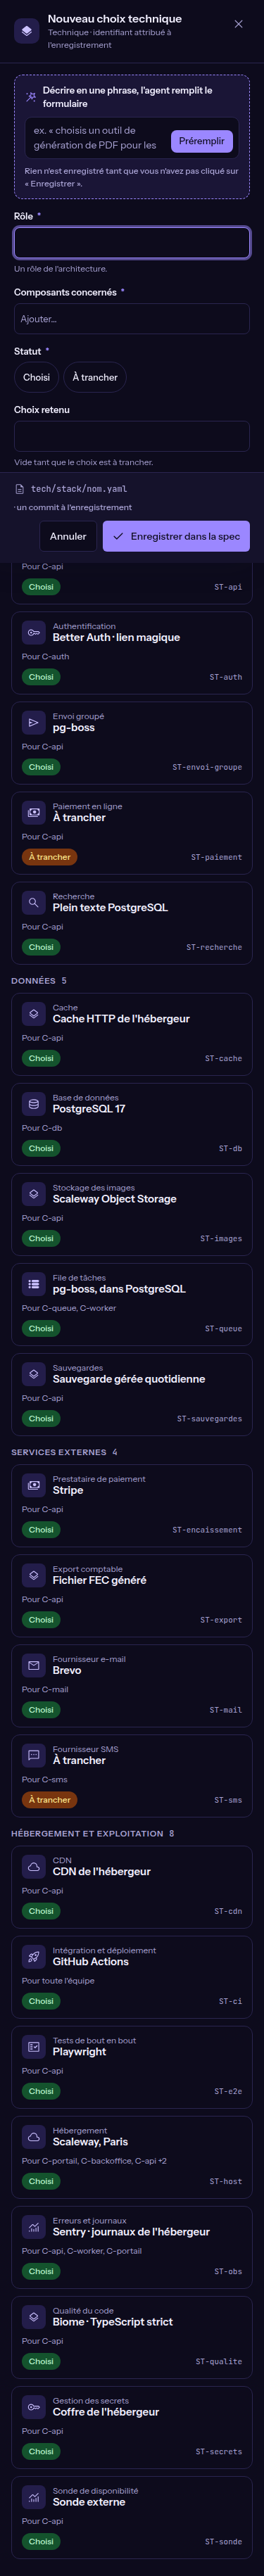 Nouveau choix technique
Technique · identifiant attribué à
l'enregistrement
Décrire en une phrase, l'agent remplit le
formulaire
ex. « choisis un outil de
génération de PDF pour les
Préremplir
Rien n'est enregistré tant que vous n'avez pas cliqué sur
« Enregistrer ».
Rôle *
Un rôle de l'architecture.
Composants concernés *
Ajouter…
Statut *
Choisi
À trancher
Choix retenu
Vide tant que le choix est à trancher.
tech/stack/nom.yaml
· un commit à l'enregistrement
Annuler
Enregistrer dans la spec
Pour C-api
Choisi
ST-api
Authentification
Better Auth · lien magique
Pour C-auth
Choisi
ST-auth
Envoi groupé
pg-boss
Pour C-api
Choisi
ST-envoi-groupe
Paiement en ligne
À trancher
Pour C-api
À trancher
ST-paiement
Recherche
Plein texte PostgreSQL
Pour C-api
Choisi
ST-recherche
DONNÉES 5
Cache
Cache HTTP de l'hébergeur
Pour C-api
Choisi
ST-cache
Base de données
PostgreSQL 17
Pour C-db
Choisi
ST-db
Stockage des images
Scaleway Object Storage
Pour C-api
Choisi
ST-images
File de tâches
pg-boss, dans PostgreSQL
Pour C-queue, C-worker
Choisi
ST-queue
Sauvegardes
Sauvegarde gérée quotidienne
Pour C-api
Choisi
ST-sauvegardes
SERVICES EXTERNES 4
Prestataire de paiement
Stripe
Pour C-api
Choisi
ST-encaissement
Export comptable
Fichier FEC généré
Pour C-api
Choisi
ST-export
Fournisseur e-mail
Brevo
Pour C-mail
Choisi
ST-mail
Fournisseur SMS
À trancher
Pour C-sms
À trancher
ST-sms
HÉBERGEMENT ET EXPLOITATION 8
CDN
CDN de l'hébergeur
Pour C-api
Choisi
ST-cdn
Intégration et déploiement
GitHub Actions
Pour toute l'équipe
Choisi
ST-ci
Tests de bout en bout
Playwright
Pour C-api
Choisi
ST-e2e
Hébergement
Scaleway, Paris
Pour C-portail, C-backoffice, C-api +2
Choisi
ST-host
Erreurs et journaux
Sentry · journaux de l'hébergeur
Pour C-api, C-worker, C-portail
Choisi
ST-obs
Qualité du code
Biome · TypeScript strict
Pour C-api
Choisi
ST-qualite
Gestion des secrets
Coffre de l'hébergeur
Pour C-api
Choisi
ST-secrets
Sonde de disponibilité
Sonde externe
Pour C-api
Choisi
ST-sonde